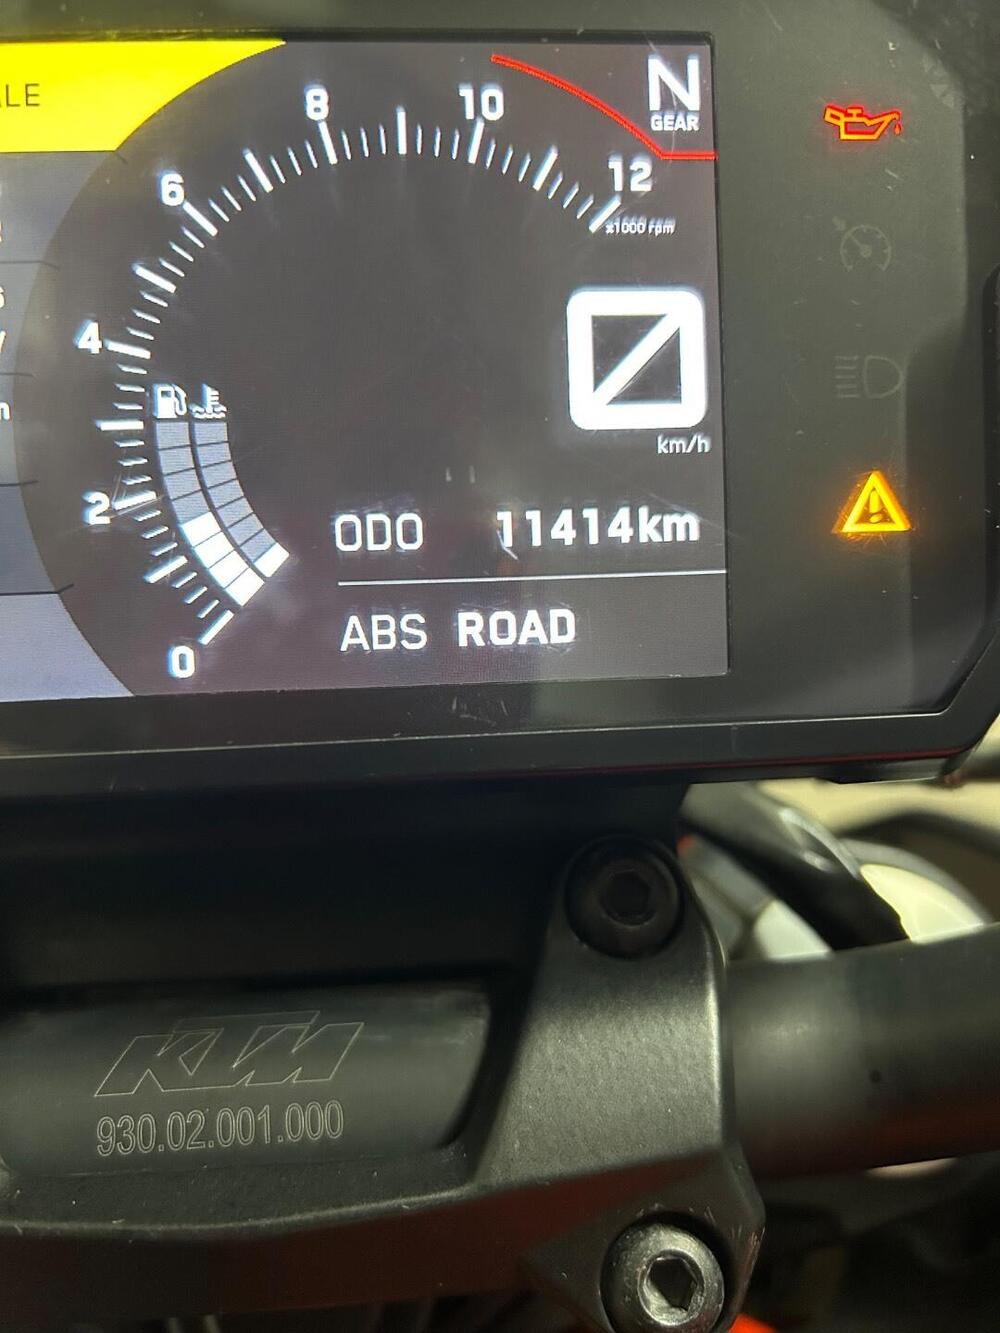 8
10
N
GEAR
6
12
x1000 rpm
4
km/h
2
ODO 11414km
ABS ROAD
0
KTM
930.02.001.000